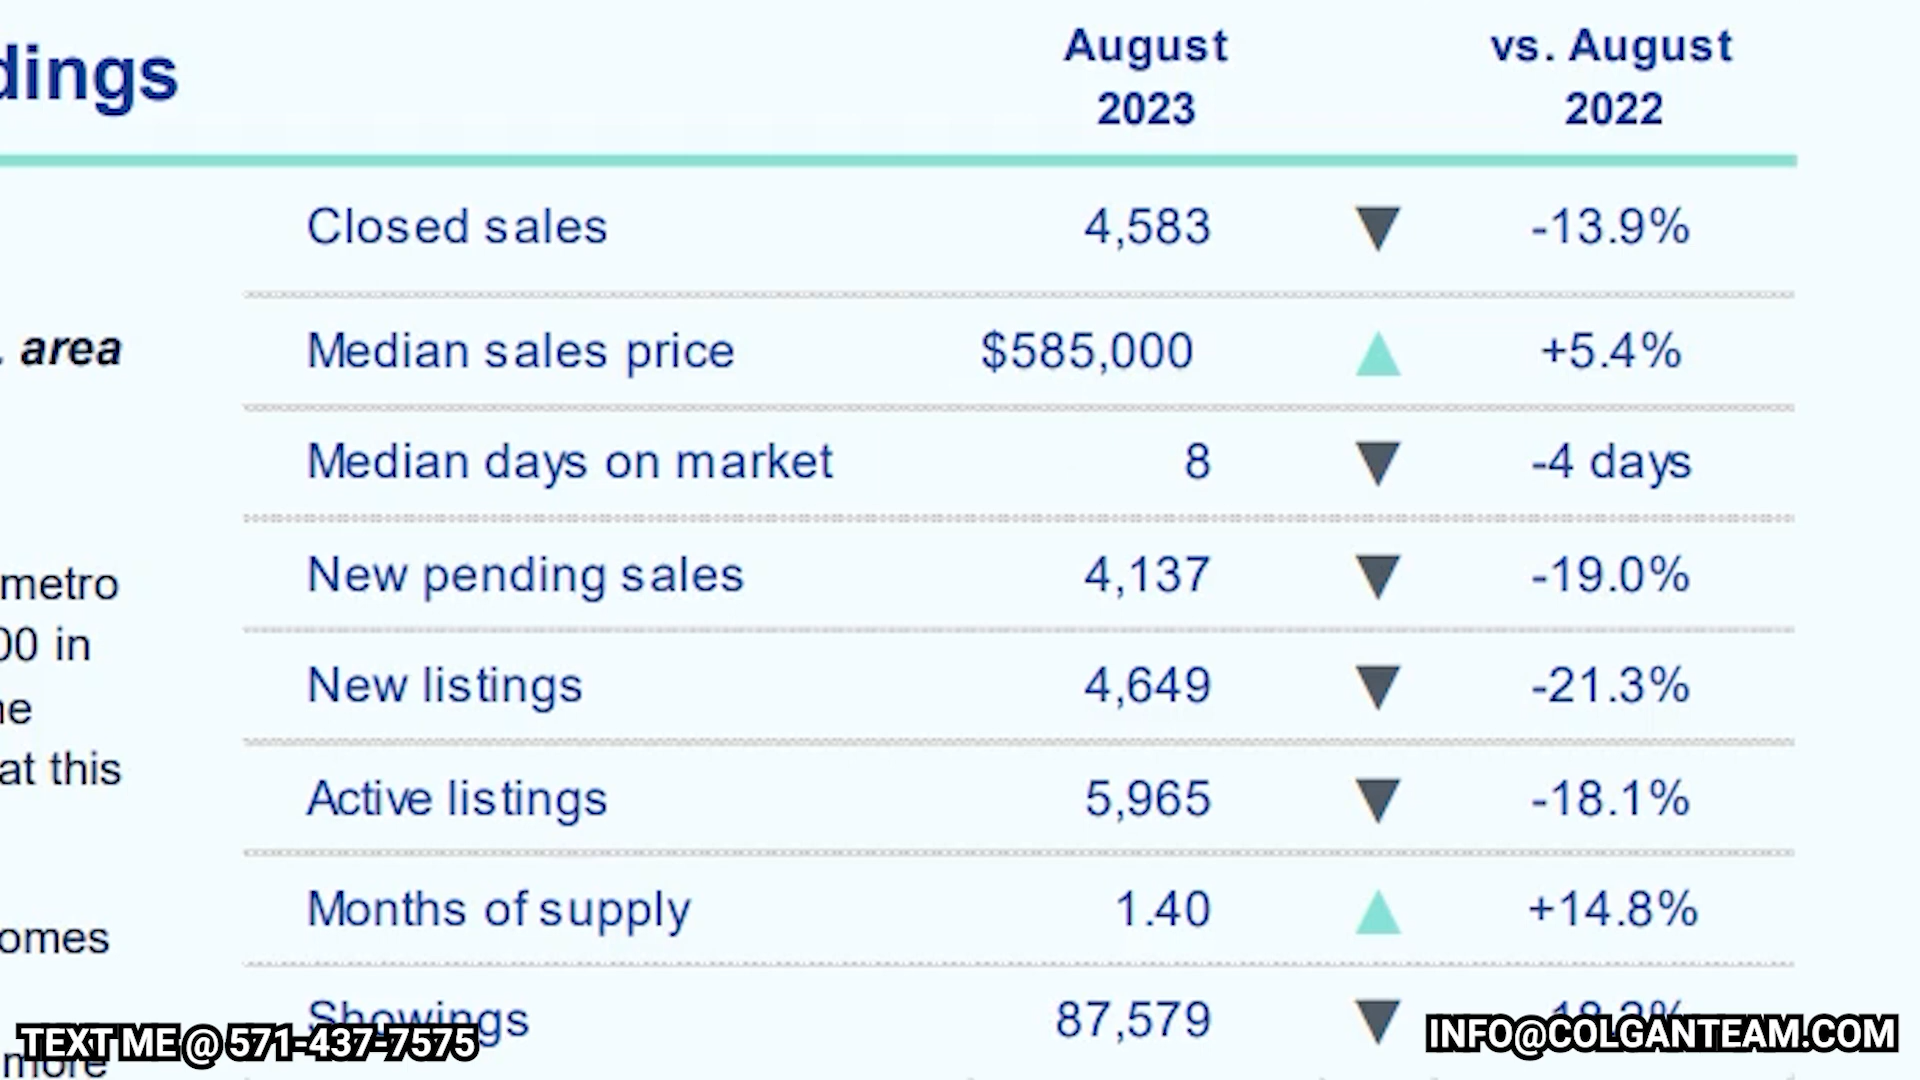 dings
August
2023
vs. August
2022
Closed sales 4,583 ▼ -13.9%
. area
Median sales price $585,000 ▲ +5.4%
Median days on market 8 ▼ -4 days
metro
New pending sales 4,137 ▼ -19.0%
00 in
New listings 4,649 ▼ -21.3%
ne
at this
Active listings 5,965 ▼ -18.1%
Months of supply 1.40 ▲ +14.8%
omes
Showings 87,579 ▼
TEXT ME @ 571-437-7575
INFO@COLGANTEAM.COM
more